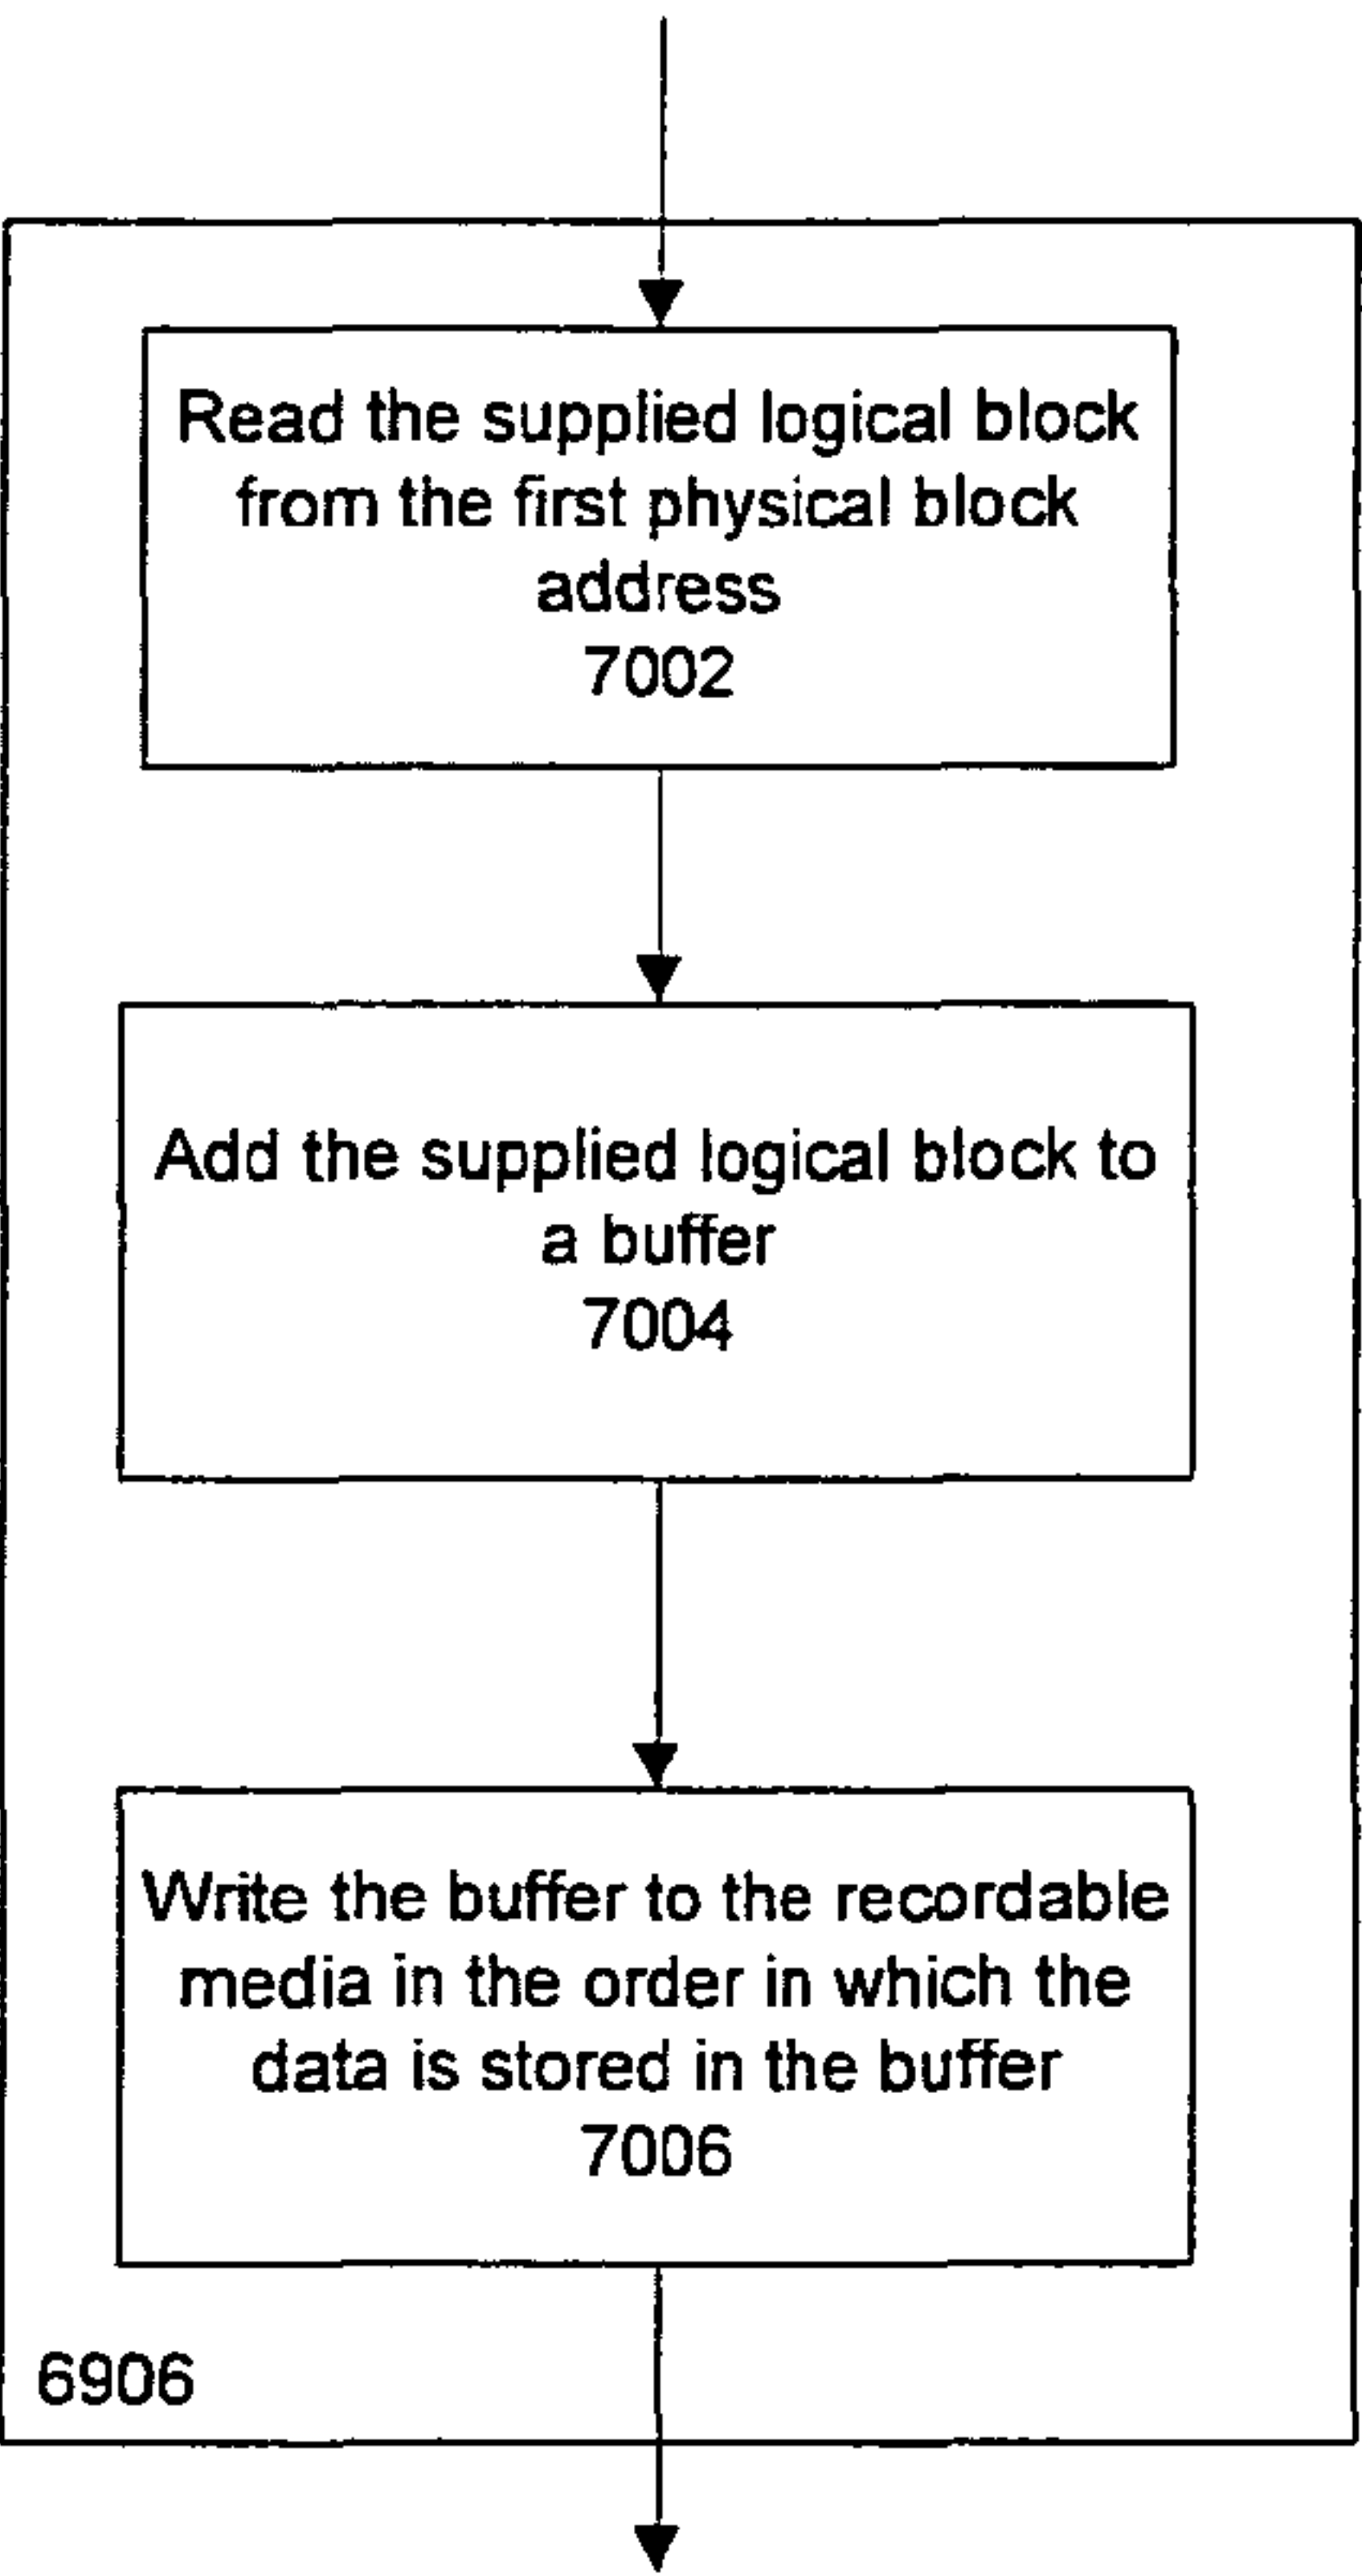 Read the supplied logical block
from the first physical block
address
7002
Add the supplied logical block to
a buffer
7004
Write the buffer to the recordable
media in the order in which the
data is stored in the buffer
7006
6906